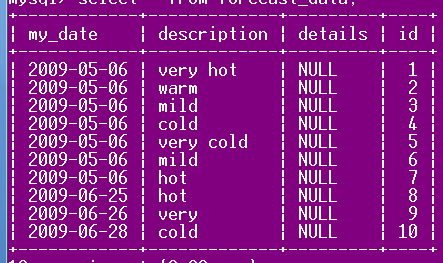 mysql> select * from forecast_data;
+------------+-------------+---------+----+
| my_date | description | details | id |
+------------+-------------+---------+----+
| 2009-05-06 | very hot | NULL | 1 |
| 2009-05-06 | warm | NULL | 2 |
| 2009-05-06 | mild | NULL | 3 |
| 2009-05-06 | cold | NULL | 4 |
| 2009-05-06 | very cold | NULL | 5 |
| 2009-05-06 | mild | NULL | 6 |
| 2009-05-06 | hot | NULL | 7 |
| 2009-06-25 | hot | NULL | 8 |
| 2009-06-26 | very | NULL | 9 |
| 2009-06-28 | cold | NULL | 10 |
+------------+-------------+---------+----+